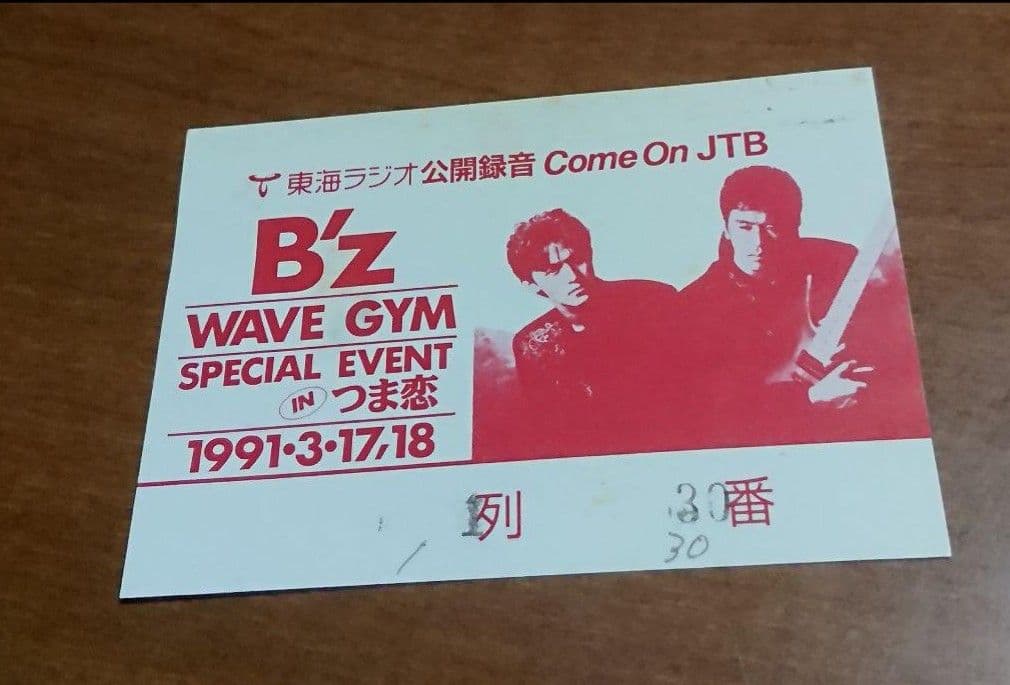 東海ラジオ公開録音 Come On JTB
B'z
WAVE GYM
SPECIAL EVENT
IN つま恋
1991・3・17,18
1列 30番
1 30